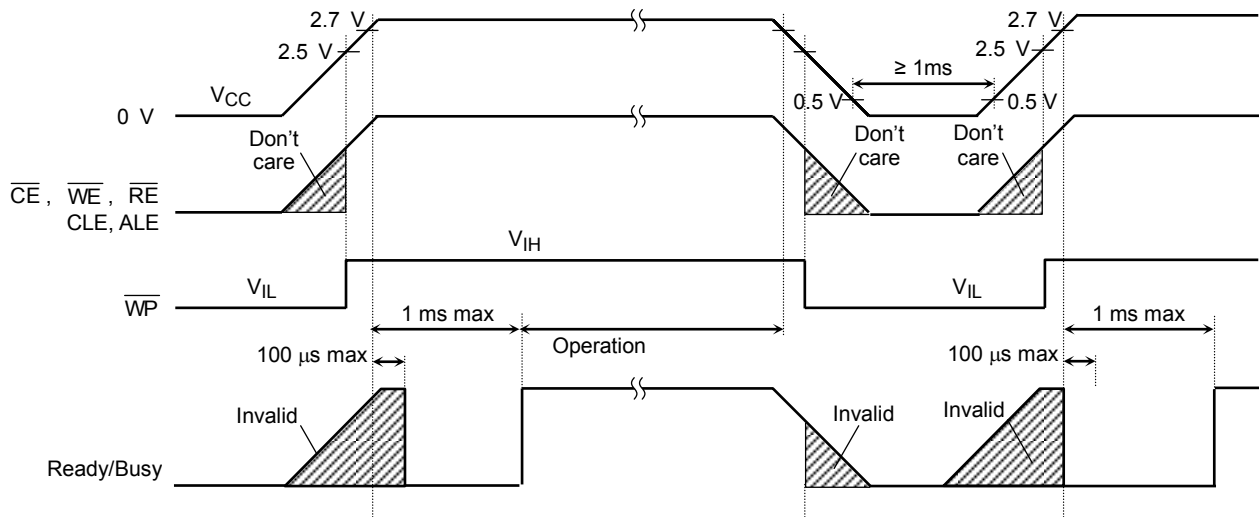 2.7 V
2.7 V
2.5 V
2.5 V
≥ 1ms
VCC
0.5 V
0.5 V
0 V
Don't care
Don't care
Don't care
CE , WE , RE
CLE, ALE
VIH
VIL
VIL
WP
1 ms max
1 ms max
Operation
100 μs max
100 μs max
Invalid
Invalid
Invalid
Ready/Busy